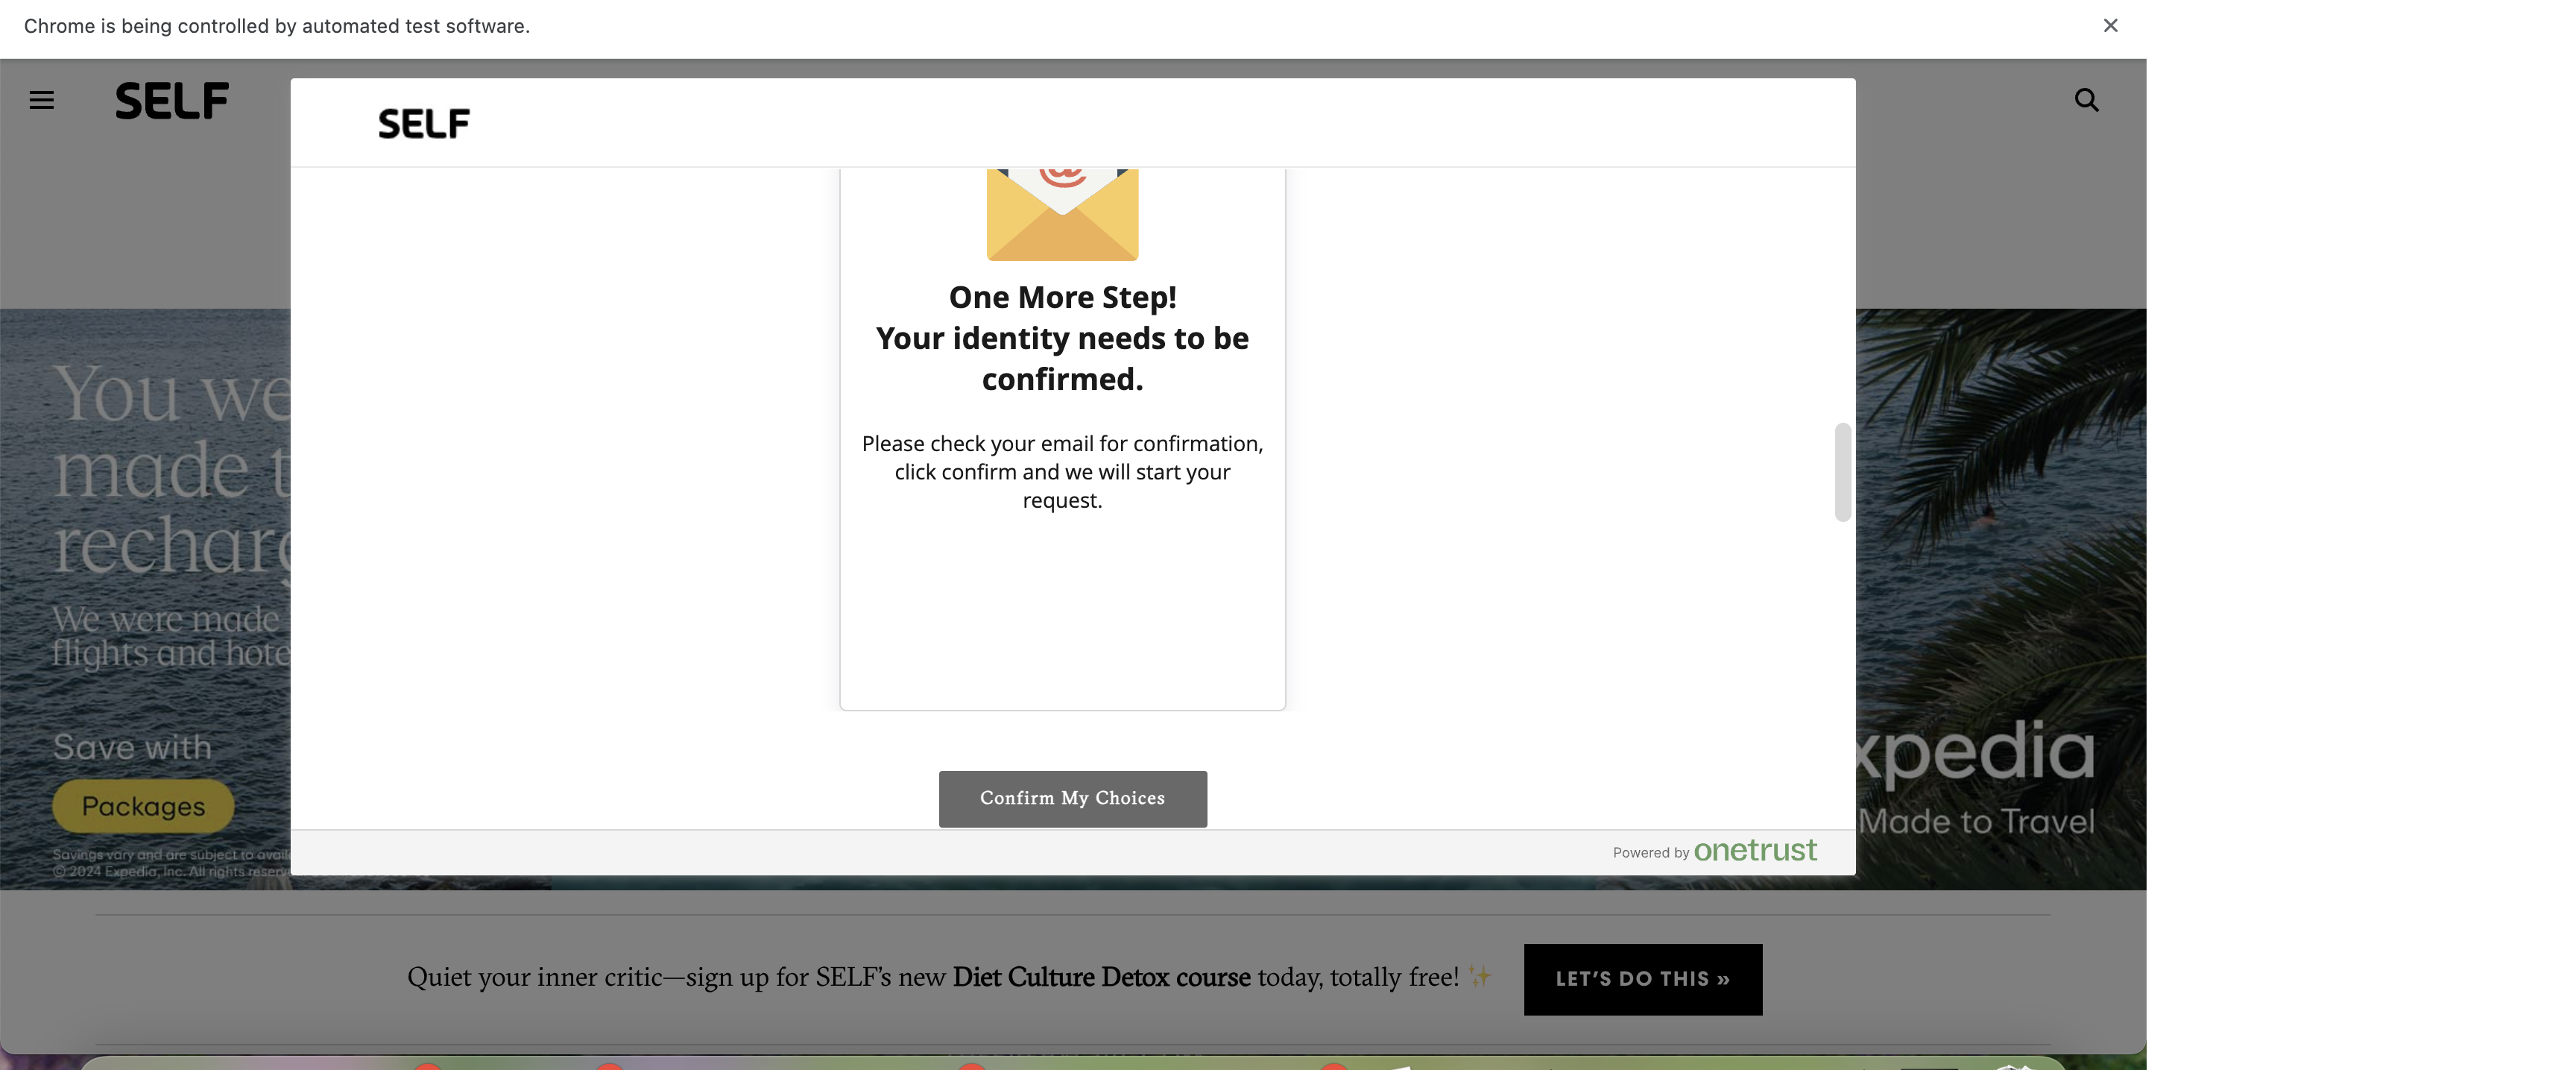 Chrome is being controlled by automated test software.
SELF
SELF
@
One More Step!
Your identity needs to be
confirmed.
Please check your email for confirmation,
click confirm and we will start your
request.
Confirm My Choices
Powered by onetrust
You we
made t
recharg
We were made
flights and hote
Save with
Packages
Savings vary and are subject to availa
© 2024 Expedia, Inc. All rights reserve
xpedia
Made to Travel
Quiet your inner critic—sign up for SELF’s new Diet Culture Detox course today, totally free! ✨
LET’S DO THIS »